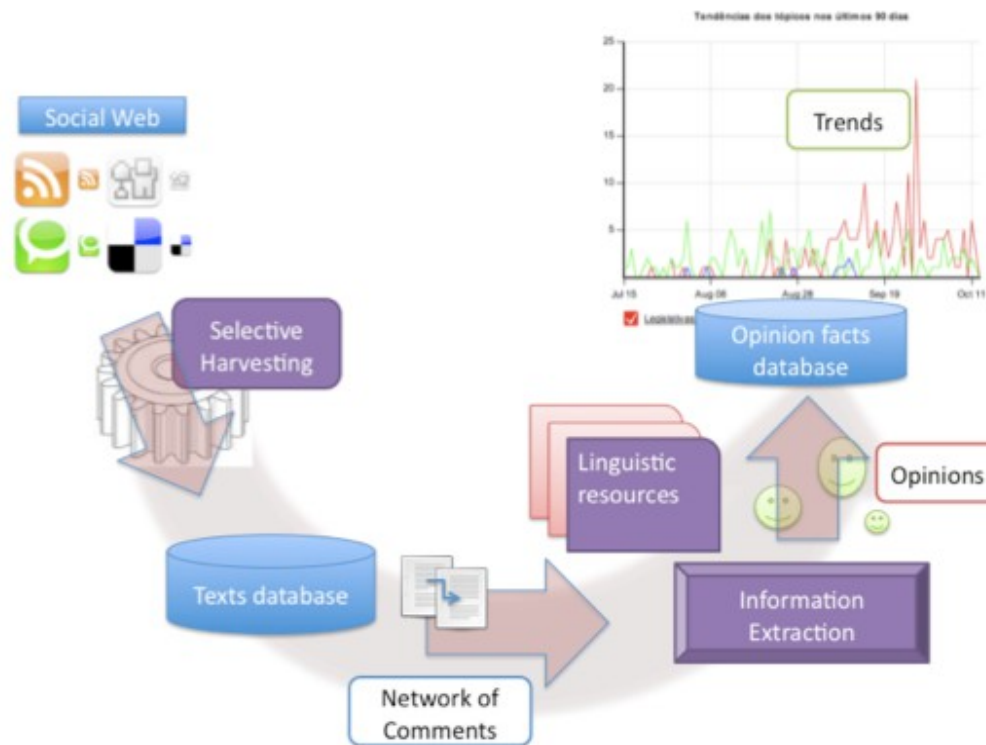 Tendências dos tópicos nos últimos 90 dias
25
20
15
10
5
Jul 15
Aug 08
Aug 28
Sep 19
Oct 11
Legislativas
Trends
Social Web
Selective
Harvesting
Opinion facts
database
Linguistic
resources
Opinions
Texts database
Information
Extraction
Network of
Comments